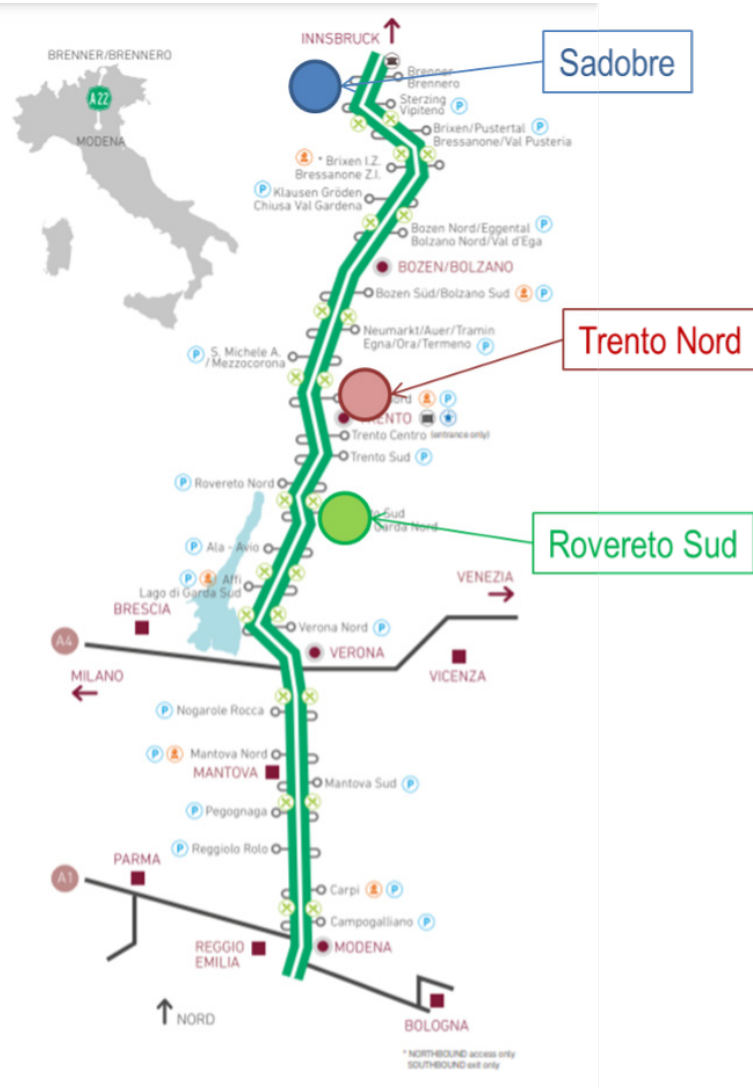 INNSBRUCK
BRENNER/BRENNERO
A 22
MODENA
Sadobre
Brenner
Brennero
Sterzing
Vipiteno P
Brixen/Pustertal P
Bressanone/Val Pusteria
* Brixen I.Z.
Bressanone Z.I.
P Klausen Gröden
Chiusa Val Gardena
Bozen Nord/Eggental P
Bolzano Nord/Val d'Ega
BOZEN/BOLZANO
Bozen Süd/Bolzano Sud P
Neumarkt/Auer/Tramin
Egna/Ora/Termeno P
Trento Nord
P S. Michele A.
/Mezzocorona
P
TRENTO
Trento Centro (entrance only)
Trento Sud P
P Rovereto Nord
Sud
Garda Nord
Rovereto Sud
P Ala - Avio
P Affi
Lago di Garda Sud
VENEZIA
BRESCIA
Verona Nord P
A4
VERONA
MILANO
VICENZA
P Nogarole Rocca
P Mantova Nord
MANTOVA
Mantova Sud P
P Pegognaga
P Reggiolo Rolo
PARMA
A1
Carpi P
Campogalliano P
REGGIO
EMILIA
MODENA
NORD
BOLOGNA
* NORTHBOUND access only
SOUTHBOUND exit only